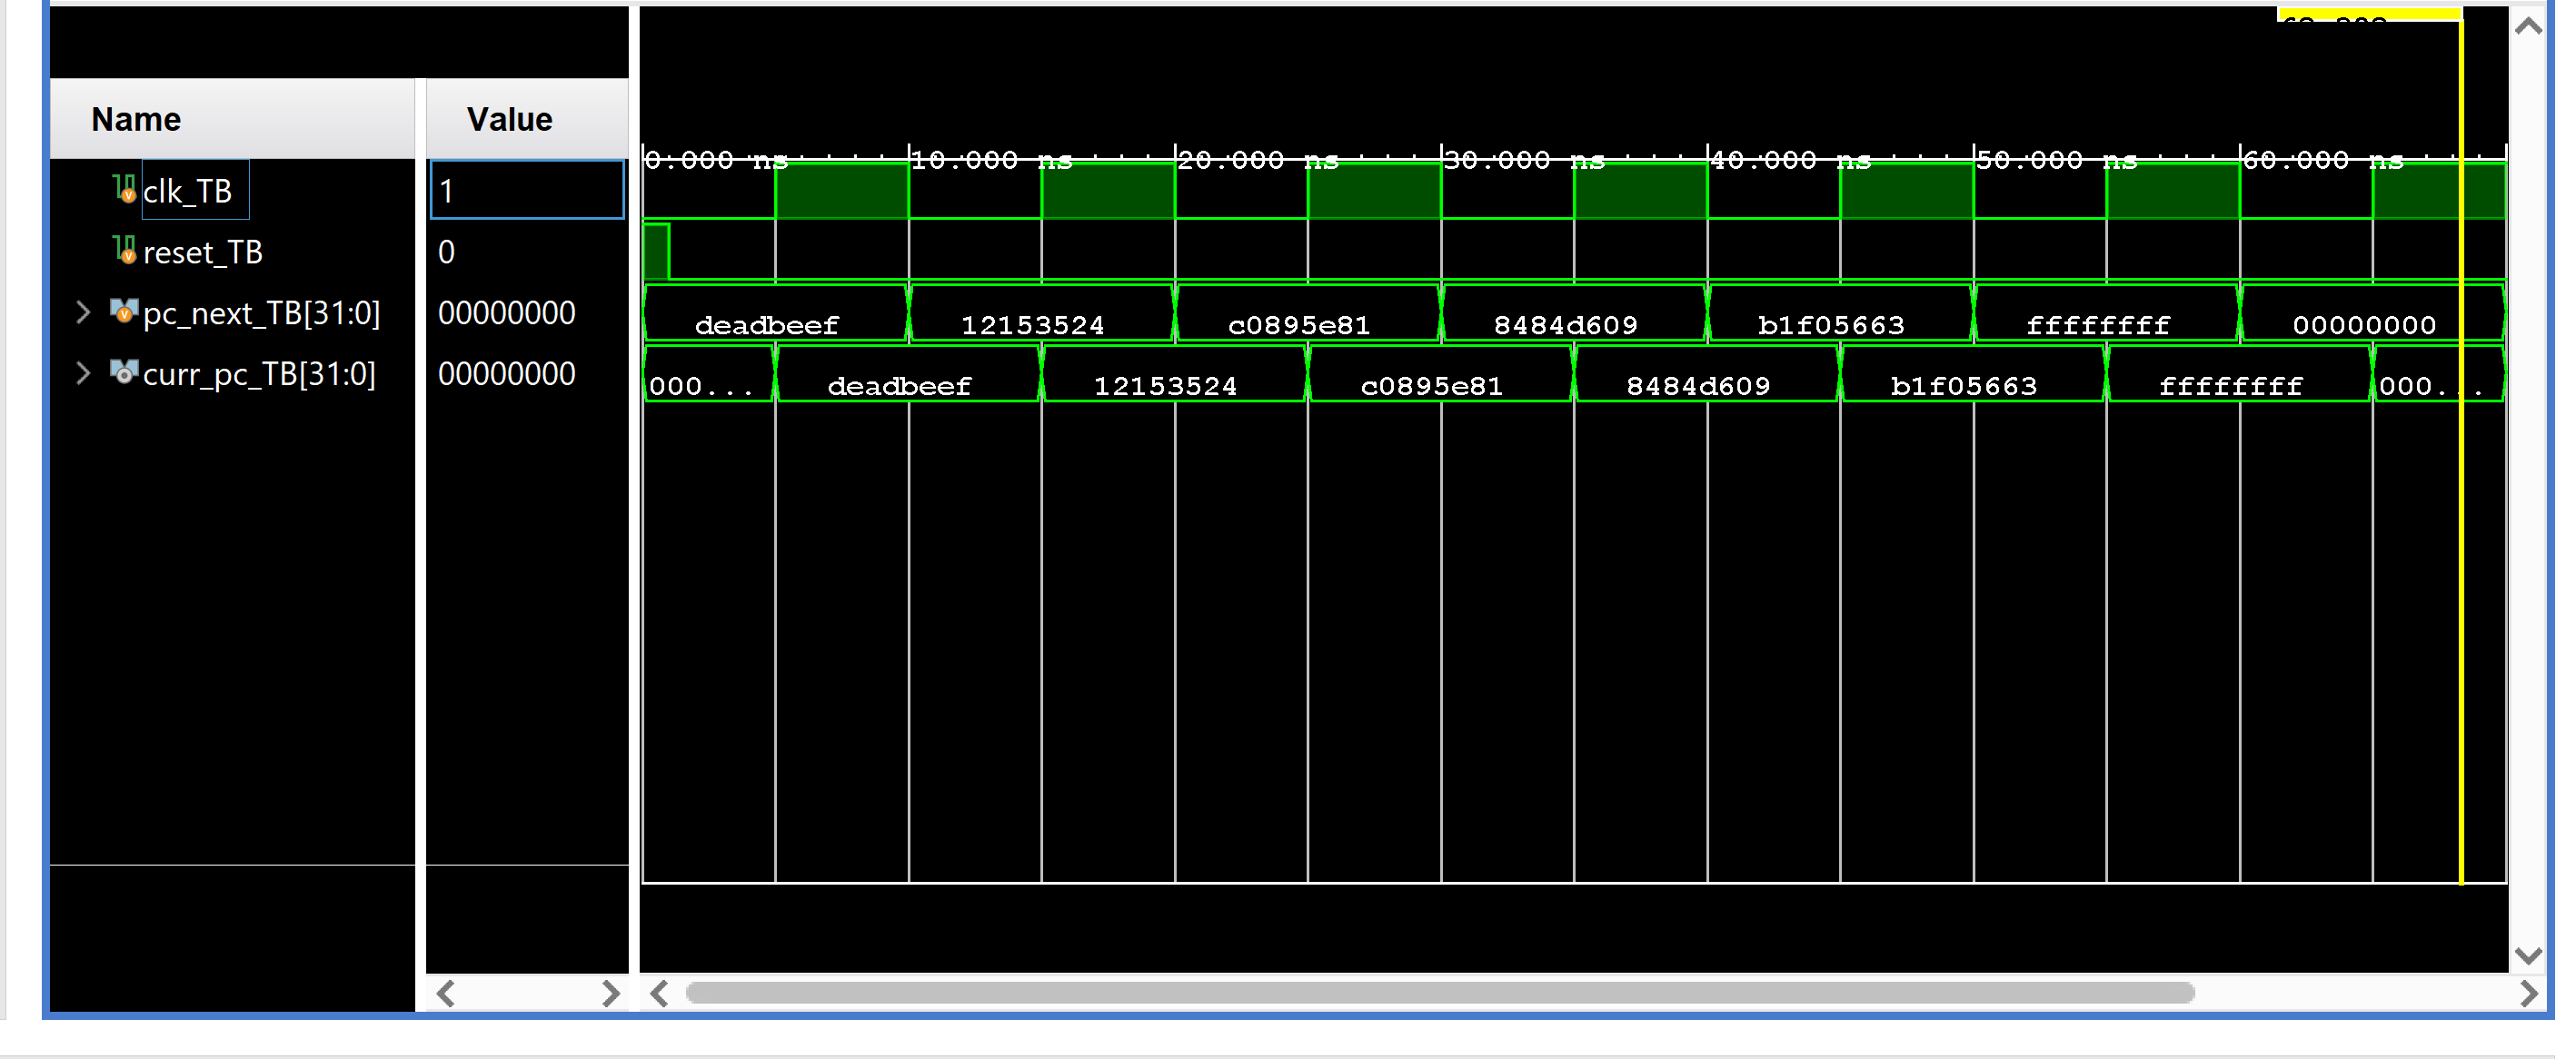 Name Value
0.000 ns 10.000 ns 20.000 ns 30.000 ns 40.000 ns 50.000 ns 60.000 ns
clk_TB 1
reset_TB 0
pc_next_TB[31:0] 00000000 deadbeef 12153524 c0895e81 8484d609 b1f05663 ffffffff 00000000
curr_pc_TB[31:0] 00000000 000... deadbeef 12153524 c0895e81 8484d609 b1f05663 ffffffff 000...